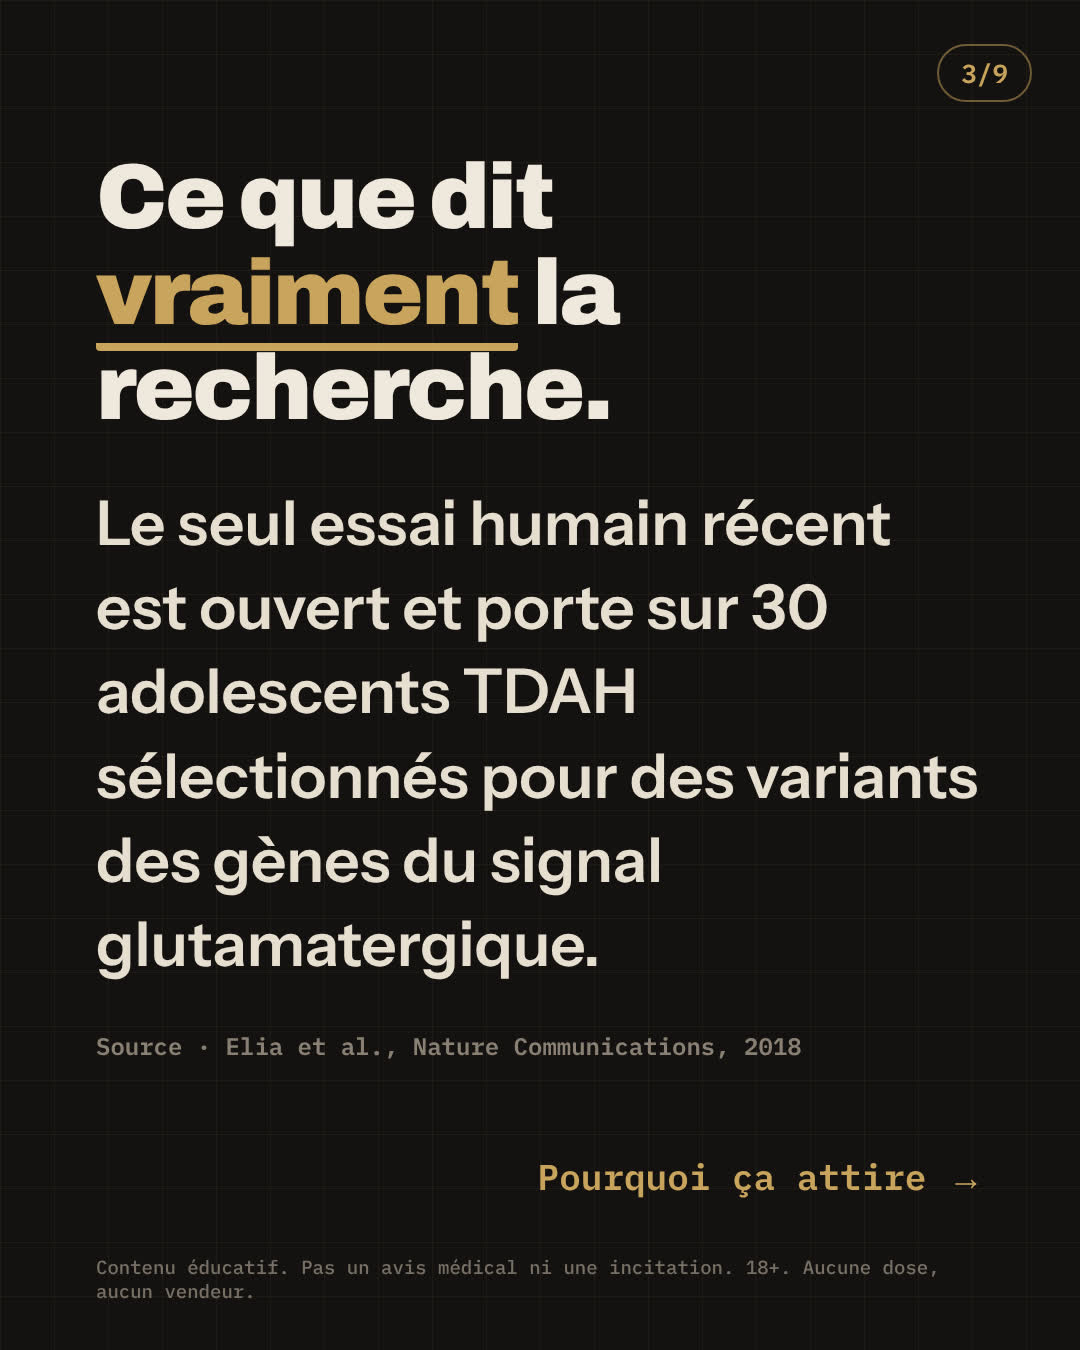 3/9
Ce que dit
vraiment la
recherche.
Le seul essai humain récent
est ouvert et porte sur 30
adolescents TDAH
sélectionnés pour des variants
des gènes du signal
glutamatergique.
Source · Elia et al., Nature Communications, 2018
Pourquoi ça attire →
Contenu éducatif. Pas un avis médical ni une incitation. 18+. Aucune dose,
aucun vendeur.